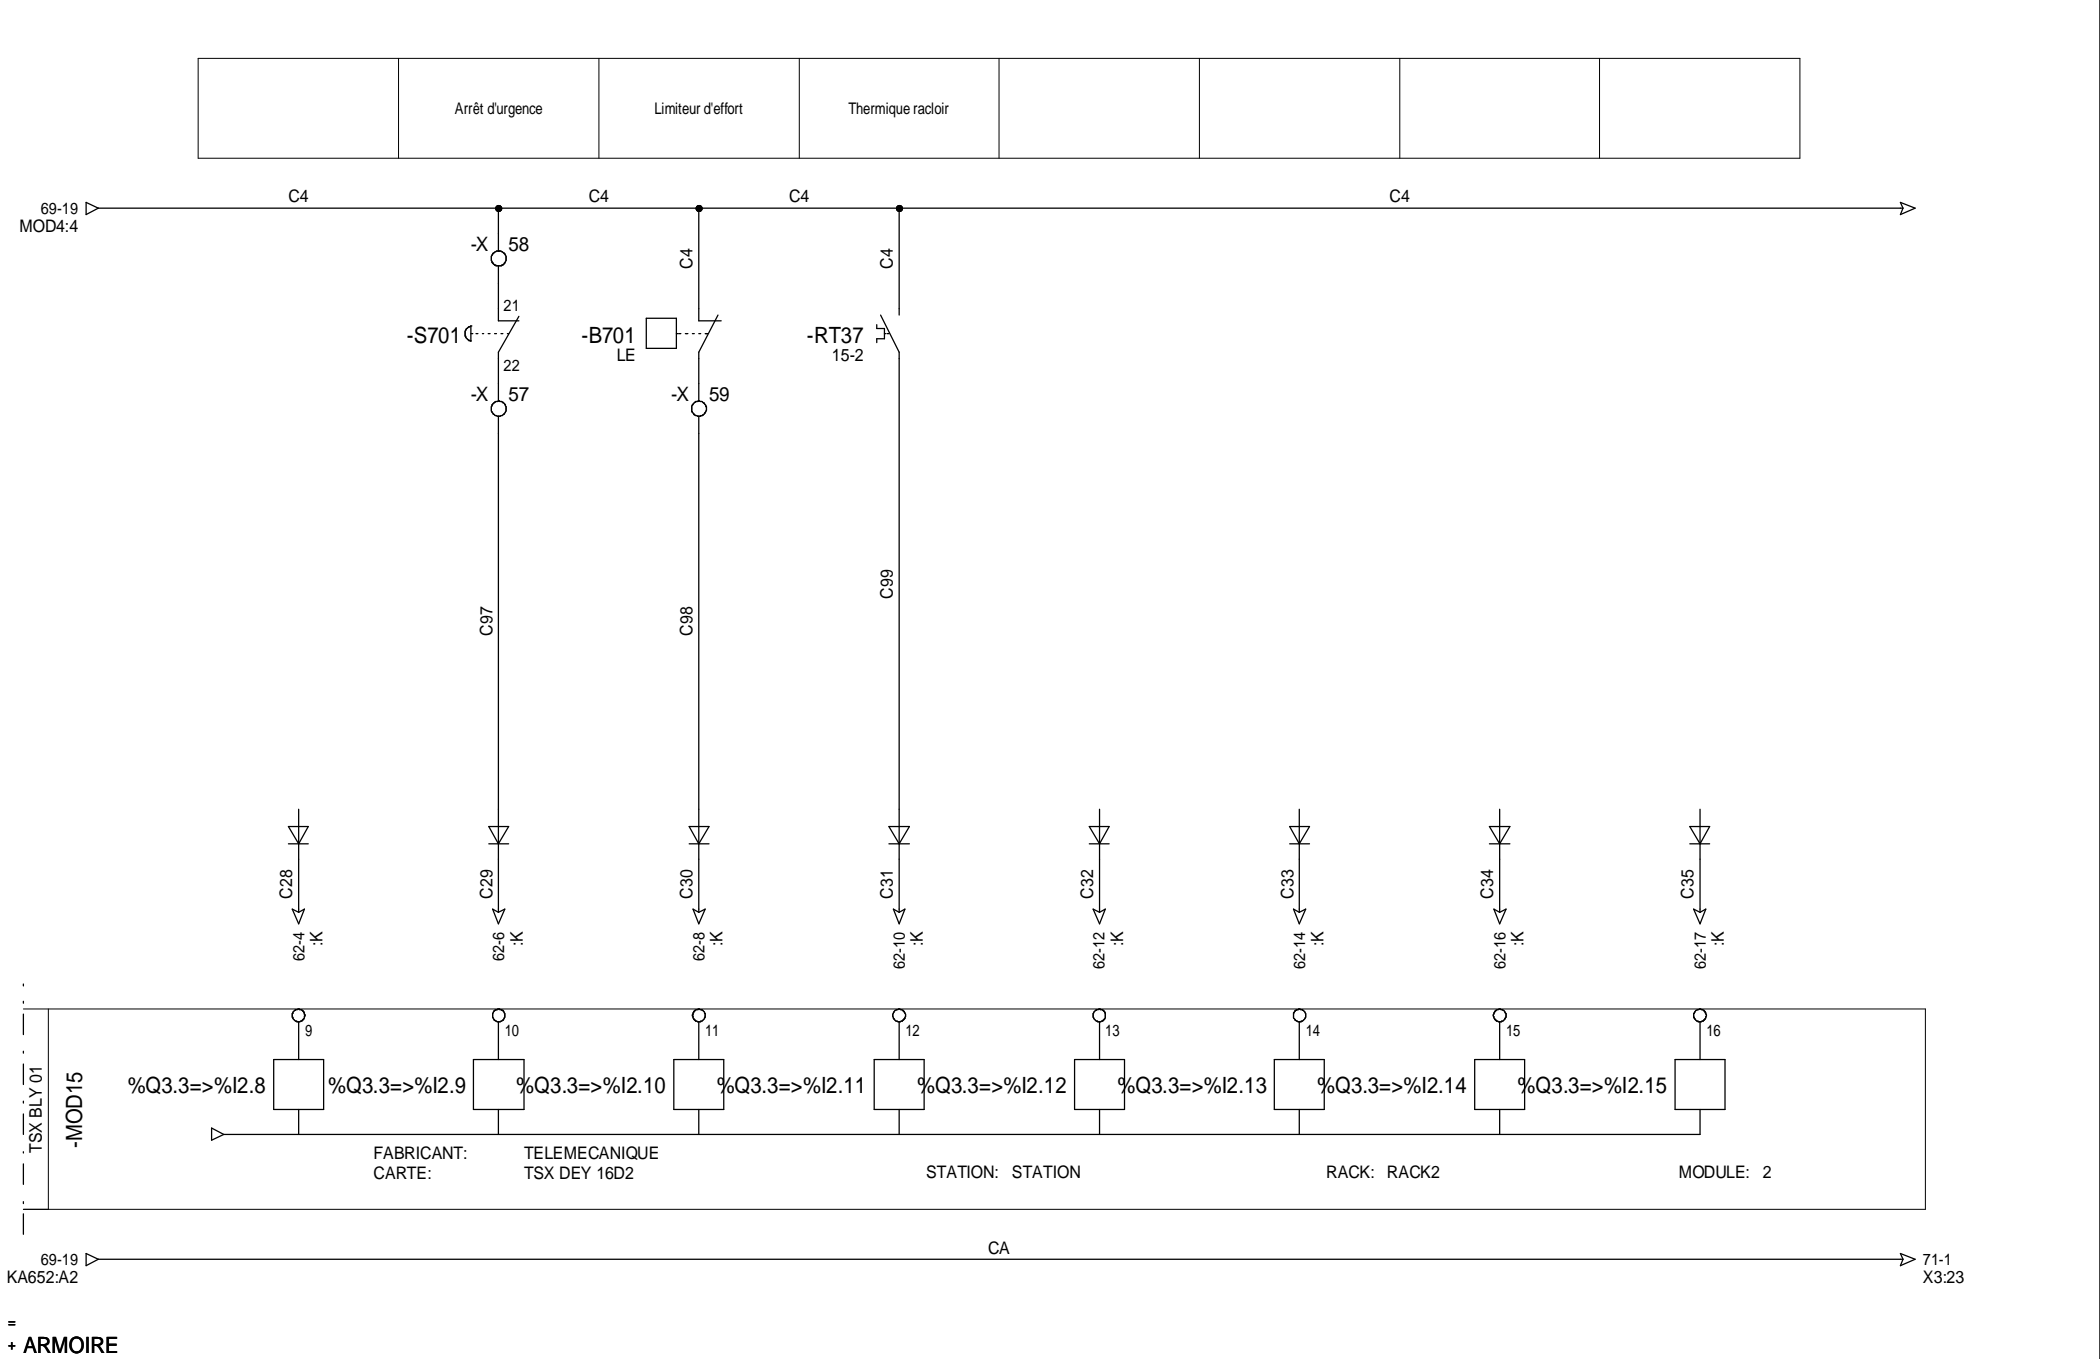 Arrêt d'urgence
Limiteur d'effort
Thermique racloir
C4
C4
C4
C4
69-19
MOD4:4
-X 58
C4
C4
21
-S701
-B701
LE
-RT37
15-2
22
-X 57
-X 59
C97
C98
C99
C28
C29
C30
C31
C32
C33
C34
C35
62-4 :K
62-6 :K
62-8 :K
62-10 :K
62-12 :K
62-14 :K
62-16 :K
62-17 :K
9
10
11
12
13
14
15
16
TSX BLY 01
-MOD15
%Q3.3=>%I2.8
%Q3.3=>%I2.9
%Q3.3=>%I2.10
%Q3.3=>%I2.11
%Q3.3=>%I2.12
%Q3.3=>%I2.13
%Q3.3=>%I2.14
%Q3.3=>%I2.15
FABRICANT: TELEMECANIQUE
CARTE: TSX DEY 16D2
STATION: STATION
RACK: RACK2
MODULE: 2
CA
69-19
KA652:A2
71-1
X3:23
=
+ ARMOIRE